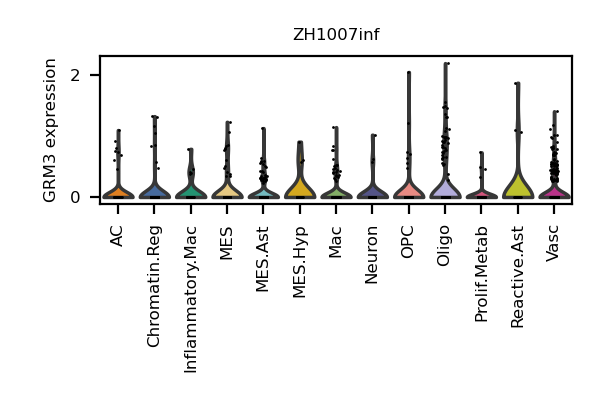 ZH1007inf
GRM3 expression
2
0
AC
Chromatin.Reg
Inflammatory.Mac
MES
MES.Ast
MES.Hyp
Mac
Neuron
OPC
Oligo
Prolif.Metab
Reactive.Ast
Vasc